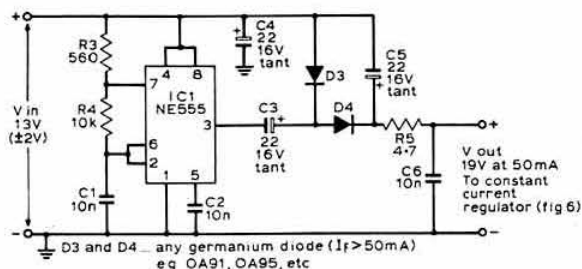 +
R3
560
V in
13V
(±2V)
R4
10k
C1
10n
4
8
7
IC1
NE555
3
6
2
1
5
C2
10n
C4
22
16V
tant
+
C3
+
22
16V
tant
D3
D4
C5
22
16V
tant
+
R5
4·7
C6
10n
+
V out
19V at 50mA
To constant
current
regulator (fig 6)
-
-
D3 and D4 _ any germanium diode (If>50mA)
eg OA91, OA95, etc